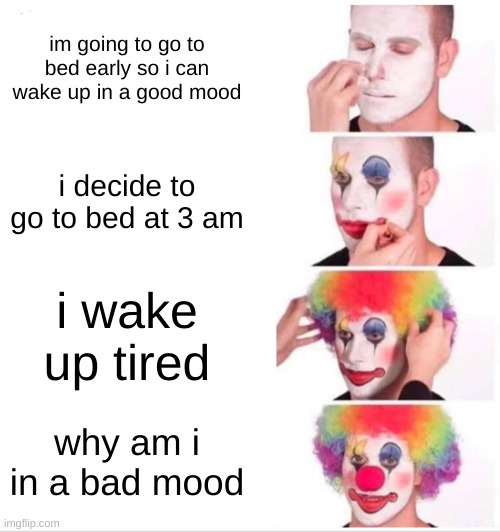 im going to go to
bed early so i can
wake up in a good mood
i decide to
go to bed at 3 am
i wake
up tired
why am i
in a bad mood
imgflip.com